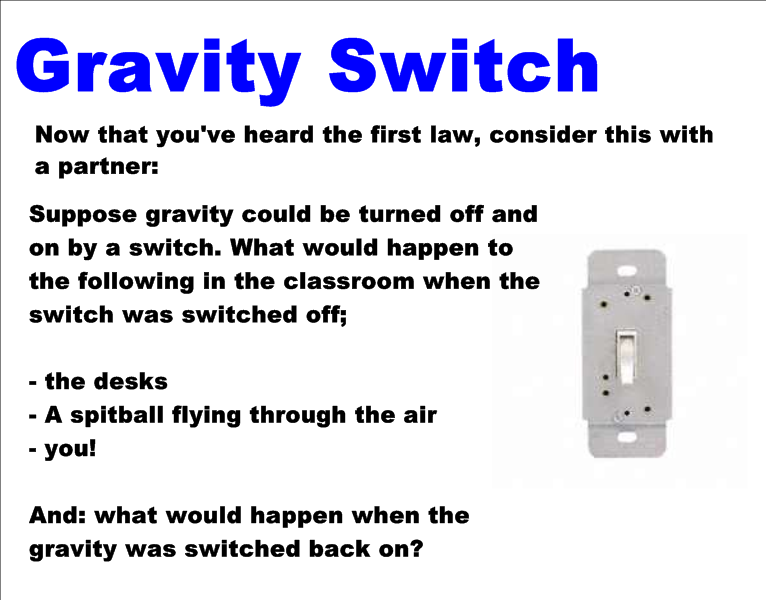 Gravity Switch
Now that you've heard the first law, consider this with
a partner:
Suppose gravity could be turned off and
on by a switch. What would happen to
the following in the classroom when the
switch was switched off;
- the desks
- A spitball flying through the air
- you!
And: what would happen when the
gravity was switched back on?